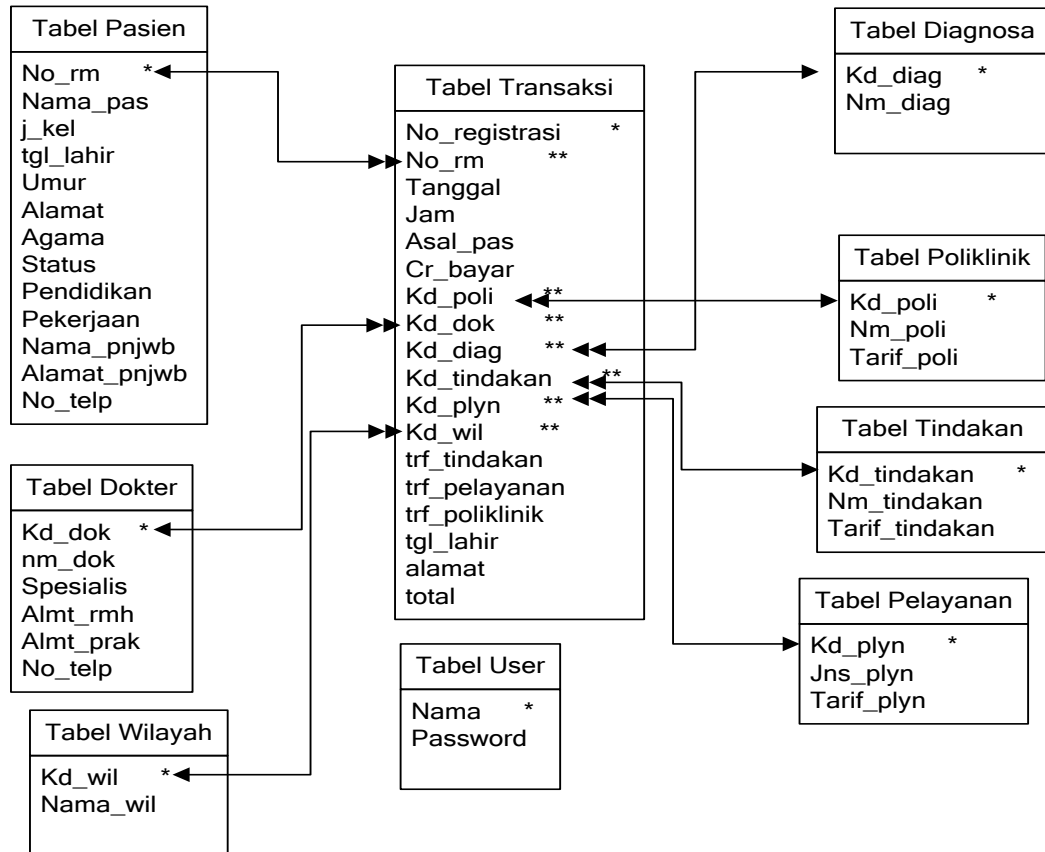 Tabel Pasien
No_rm *
Nama_pas
j_kel
tgl_lahir
Umur
Alamat
Agama
Status
Pendidikan
Pekerjaan
Nama_pnjwb
Alamat_pnjwb
No_telp
Tabel Dokter
Kd_dok *
nm_dok
Spesialis
Almt_rmh
Almt_prak
No_telp
Tabel Wilayah
Kd_wil *
Nama_wil
Tabel Transaksi
No_registrasi *
No_rm **
Tanggal
Jam
Asal_pas
Cr_bayar
Kd_poli **
Kd_dok **
Kd_diag **
Kd_tindakan **
Kd_plyn **
Kd_wil **
trf_tindakan
trf_pelayanan
trf_poliklinik
tgl_lahir
alamat
total
Tabel User
Nama *
Password
Tabel Diagnosa
Kd_diag *
Nm_diag
Tabel Poliklinik
Kd_poli *
Nm_poli
Tarif_poli
Tabel Tindakan
Kd_tindakan *
Nm_tindakan
Tarif_tindakan
Tabel Pelayanan
Kd_plyn *
Jns_plyn
Tarif_plyn